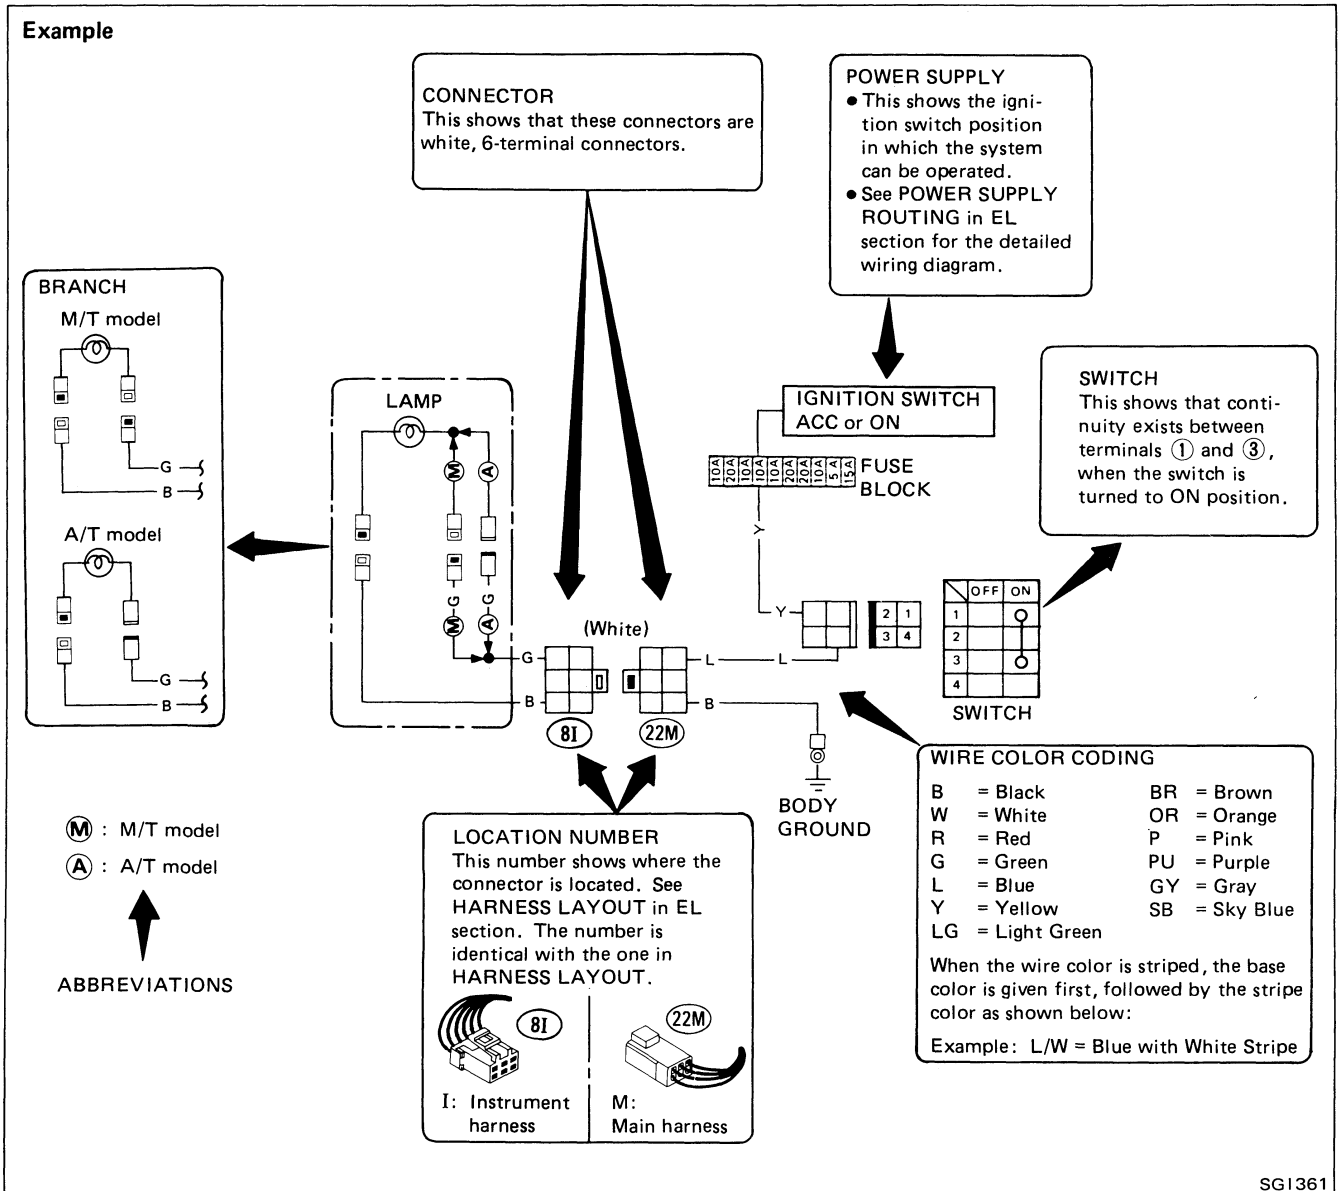 Example
CONNECTOR
This shows that these connectors are
white, 6-terminal connectors.
POWER SUPPLY
● This shows the igni-
tion switch position
in which the system
can be operated.
● See POWER SUPPLY
ROUTING in EL
section for the detailed
wiring diagram.
BRANCH
M/T model
G
B
A/T model
G
B
LAMP
M
A
G
G
M
A
G
B
IGNITION SWITCH
ACC or ON
10A
20A
10A
10A
10A
20A
20A
10A
5A
15A
FUSE
BLOCK
Y
Y
SWITCH
This shows that conti-
nuity exists between
terminals ① and ③,
when the switch is
turned to ON position.
(White)
8I
22M
L
L
B
2 1
3 4
OFF ON
1
2
3
4
SWITCH
BODY
GROUND
M : M/T model
A : A/T model
ABBREVIATIONS
LOCATION NUMBER
This number shows where the
connector is located. See
HARNESS LAYOUT in EL
section. The number is
identical with the one in
HARNESS LAYOUT.
8I
22M
I: Instrument
harness
M:
Main harness
WIRE COLOR CODING
B = Black
W = White
R = Red
G = Green
L = Blue
Y = Yellow
LG = Light Green
BR = Brown
OR = Orange
P = Pink
PU = Purple
GY = Gray
SB = Sky Blue
When the wire color is striped, the base
color is given first, followed by the stripe
color as shown below:
Example: L/W = Blue with White Stripe
SGI361